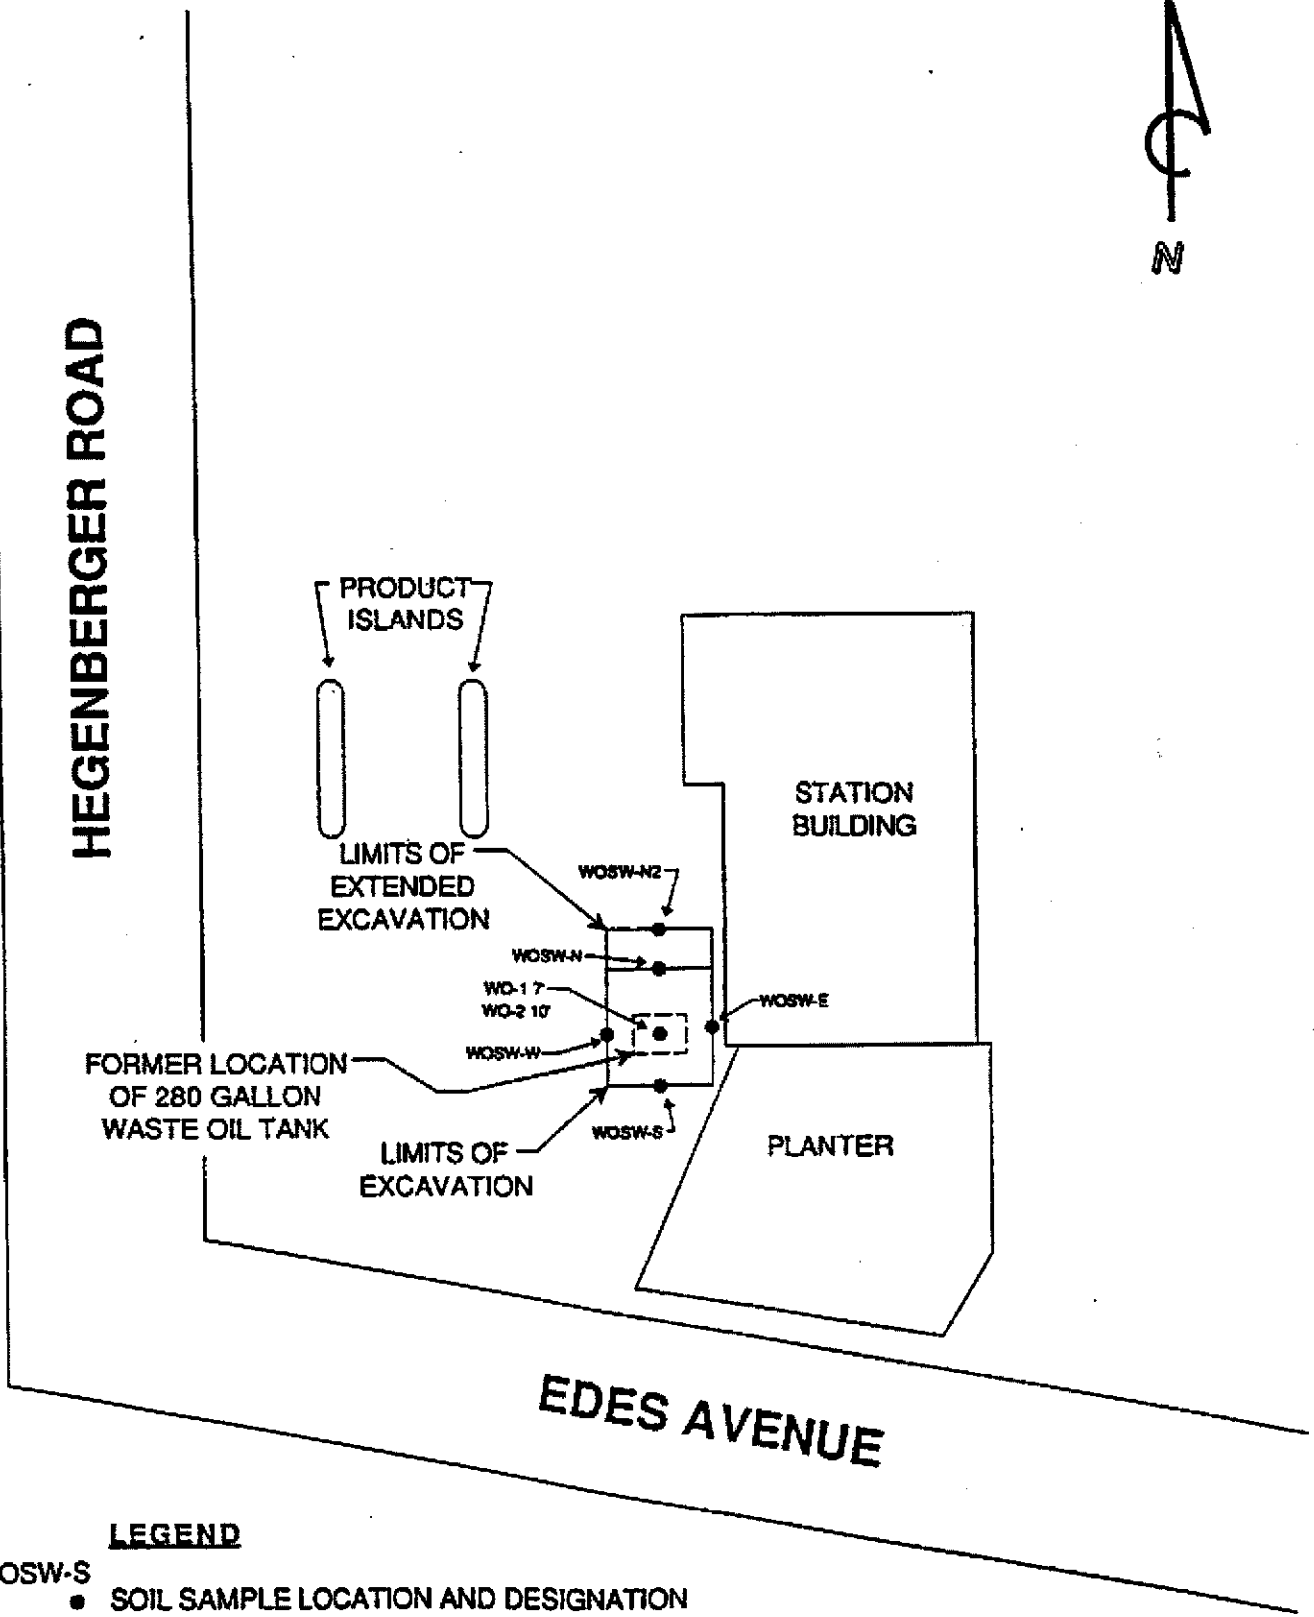 N
HEGENBERGER ROAD
PRODUCT
ISLANDS
STATION
BUILDING
LIMITS OF
EXTENDED
EXCAVATION
WOSW-N2
WOSW-N
WO-1 7'
WO-2 10'
WOSW-E
WOSW-W
FORMER LOCATION
OF 280 GALLON
WASTE OIL TANK
WOSW-S
LIMITS OF
EXCAVATION
PLANTER
EDES AVENUE
LEGEND
OSW-S
SOIL SAMPLE LOCATION AND DESIGNATION